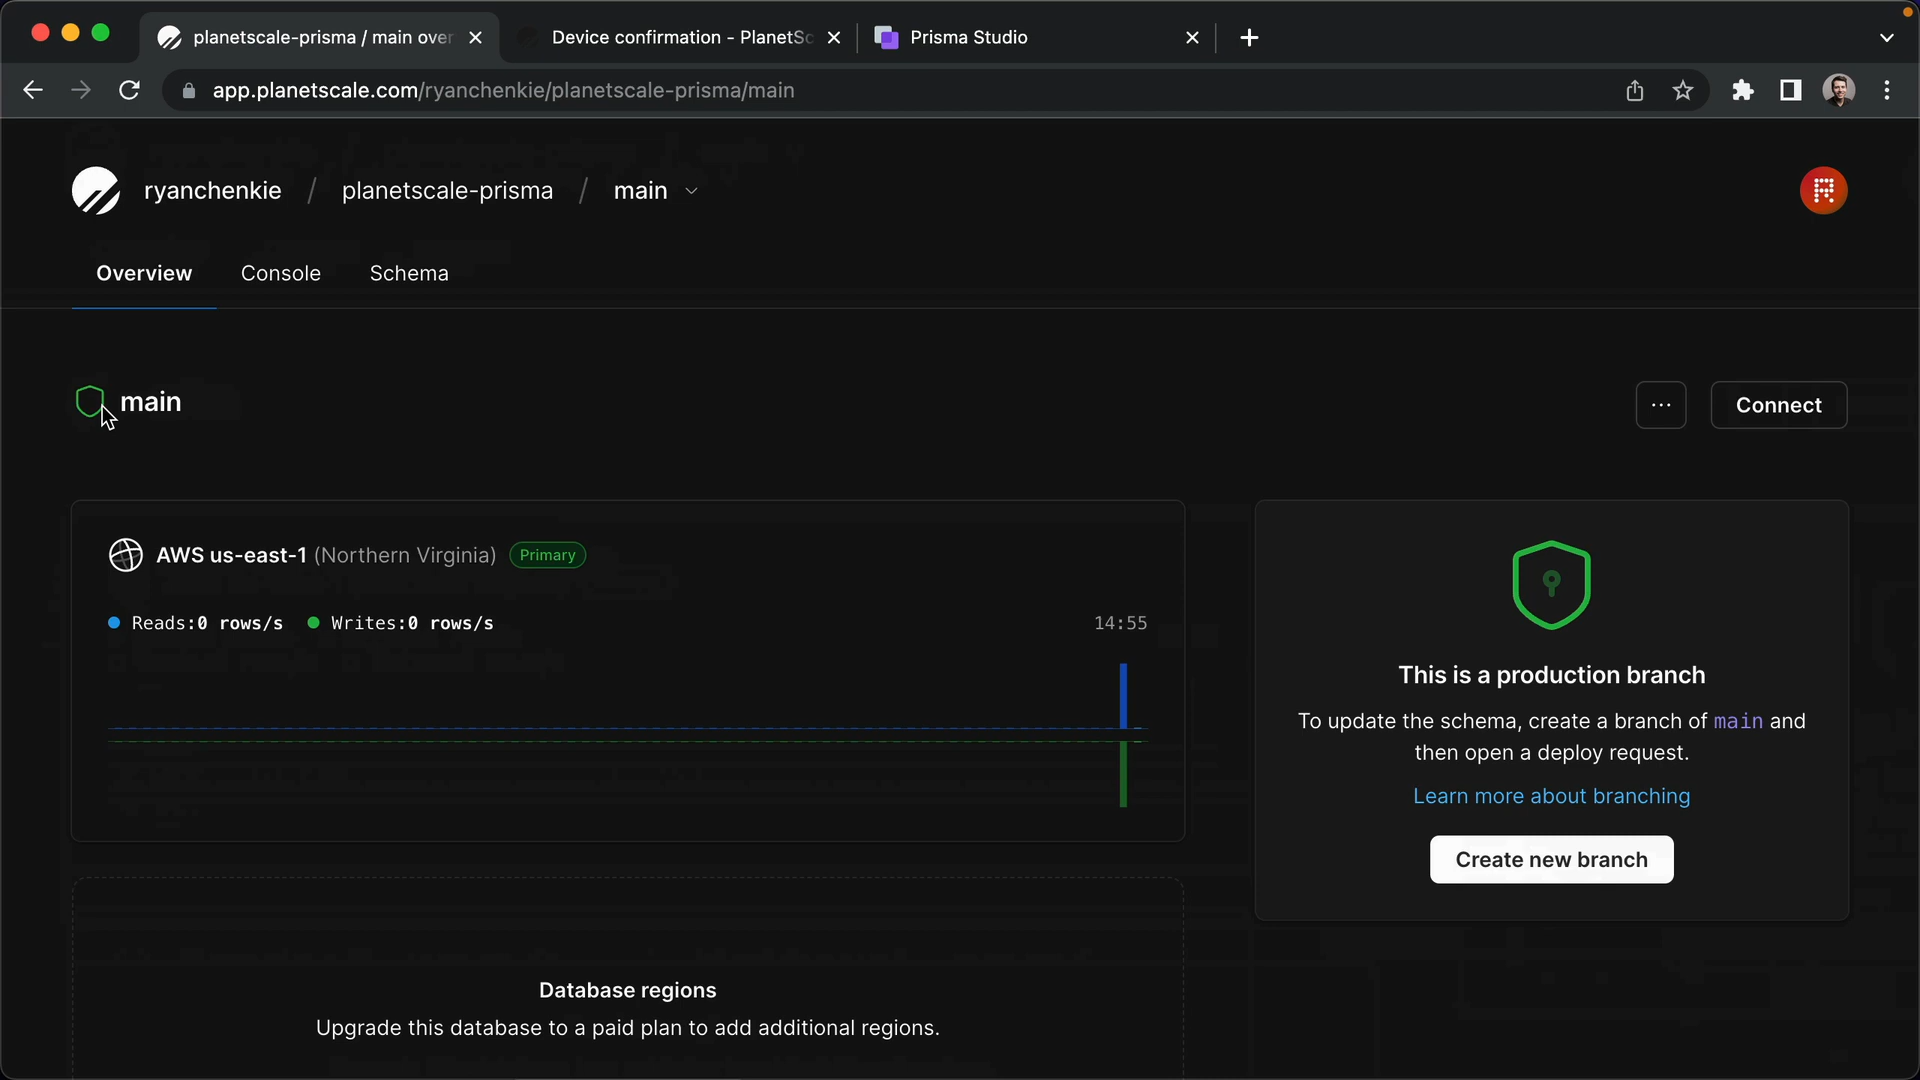 planetscale-prisma / main over
Device confirmation - PlanetSc
Prisma Studio
app.planetscale.com/ryanchenkie/planetscale-prisma/main
ryanchenkie / planetscale-prisma / main
Overview
Console
Schema
main
Connect
AWS us-east-1 (Northern Virginia) Primary
Reads:0 rows/s Writes:0 rows/s 14:55
This is a production branch
To update the schema, create a branch of main and
then open a deploy request.
Learn more about branching
Create new branch
Database regions
Upgrade this database to a paid plan to add additional regions.